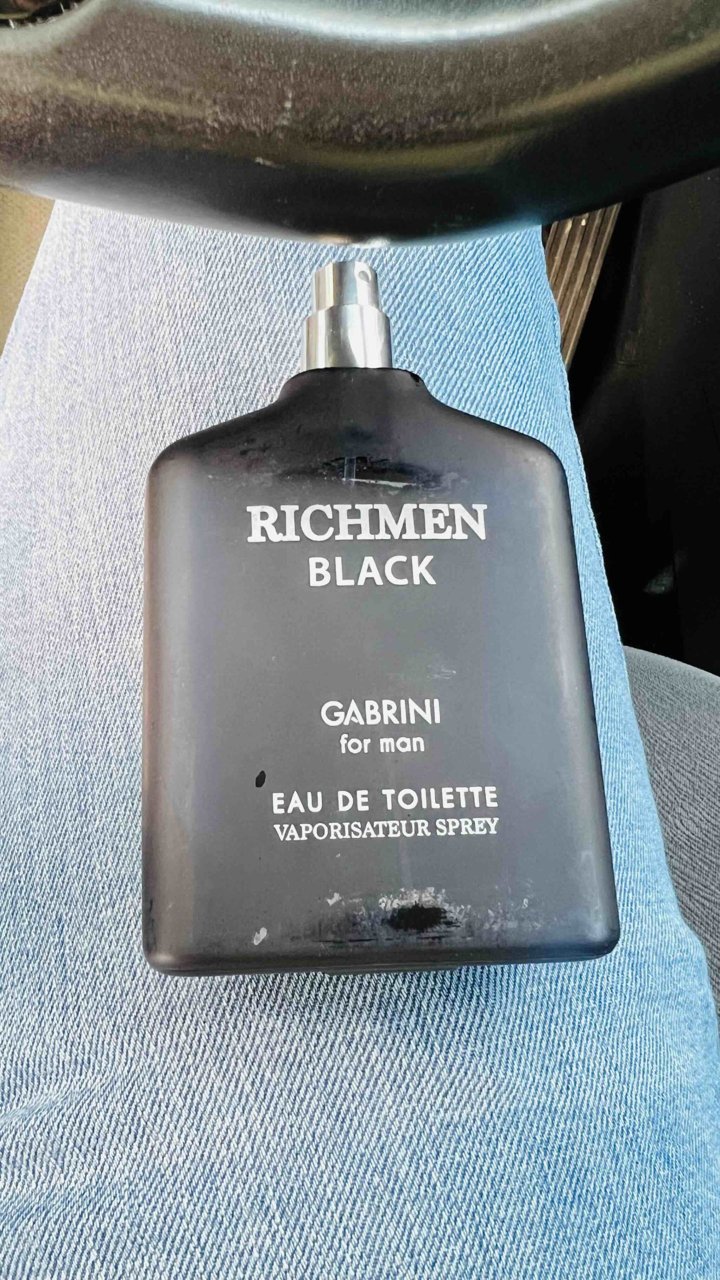 RICHMEN
BLACK
GABRINI
for man
EAU DE TOILETTE
VAPORISATEUR SPREY